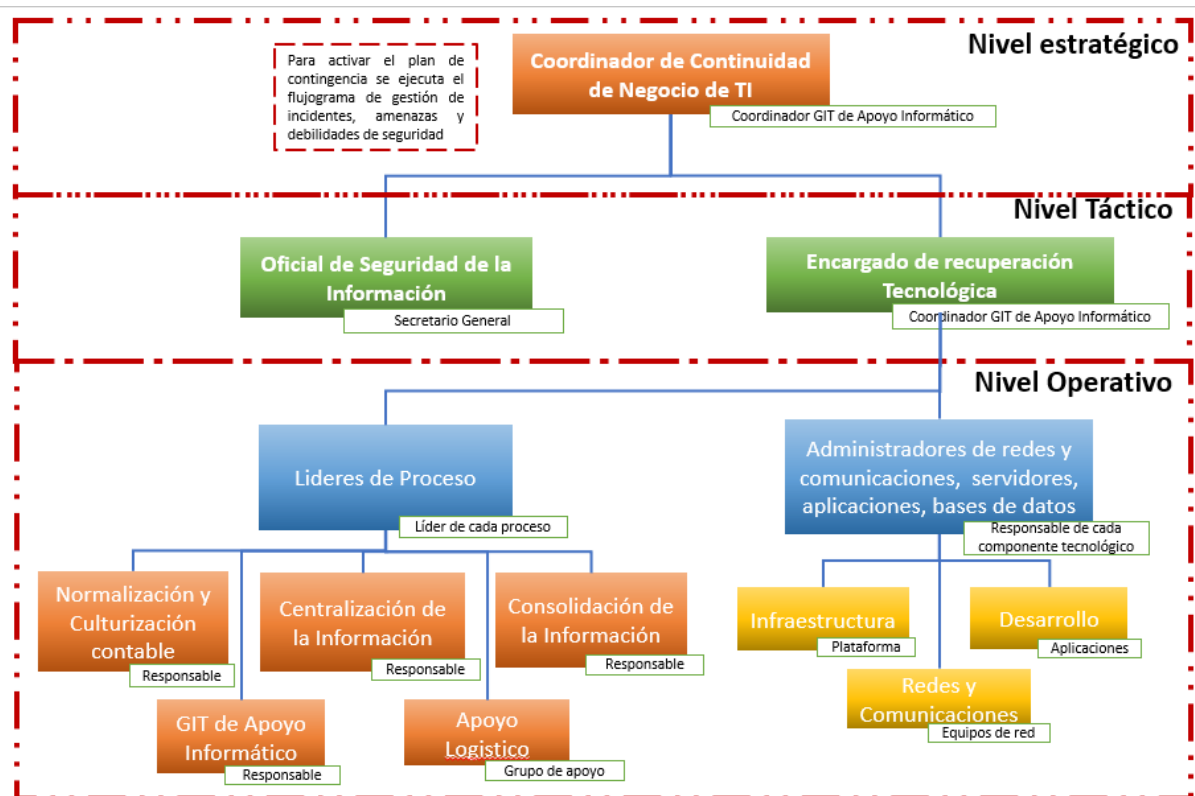 Nivel estratégico
Para activar el plan de
contingencia se ejecuta el
flujograma de gestión de
incidentes, amenazas y
debilidades de seguridad
Coordinador de Continuidad
de Negocio de TI
Coordinador GIT de Apoyo Informático
Nivel Táctico
Oficial de Seguridad de la
Información
Secretario General
Encargado de recuperación
Tecnológica
Coordinador GIT de Apoyo Informático
Nivel Operativo
Lideres de Proceso
Líder de cada proceso
Administradores de redes y
comunicaciones, servidores,
aplicaciones, bases de datos
Responsable de cada
componente tecnológico
Normalización y
Culturización
contable
Responsable
Centralización de
la Información
Responsable
Consolidación de
la Información
Responsable
Infraestructura
Plataforma
Desarrollo
Aplicaciones
GIT de Apoyo
Informático
Responsable
Apoyo
Logistico
Grupo de apoyo
Redes y
Comunicaciones
Equipos de red